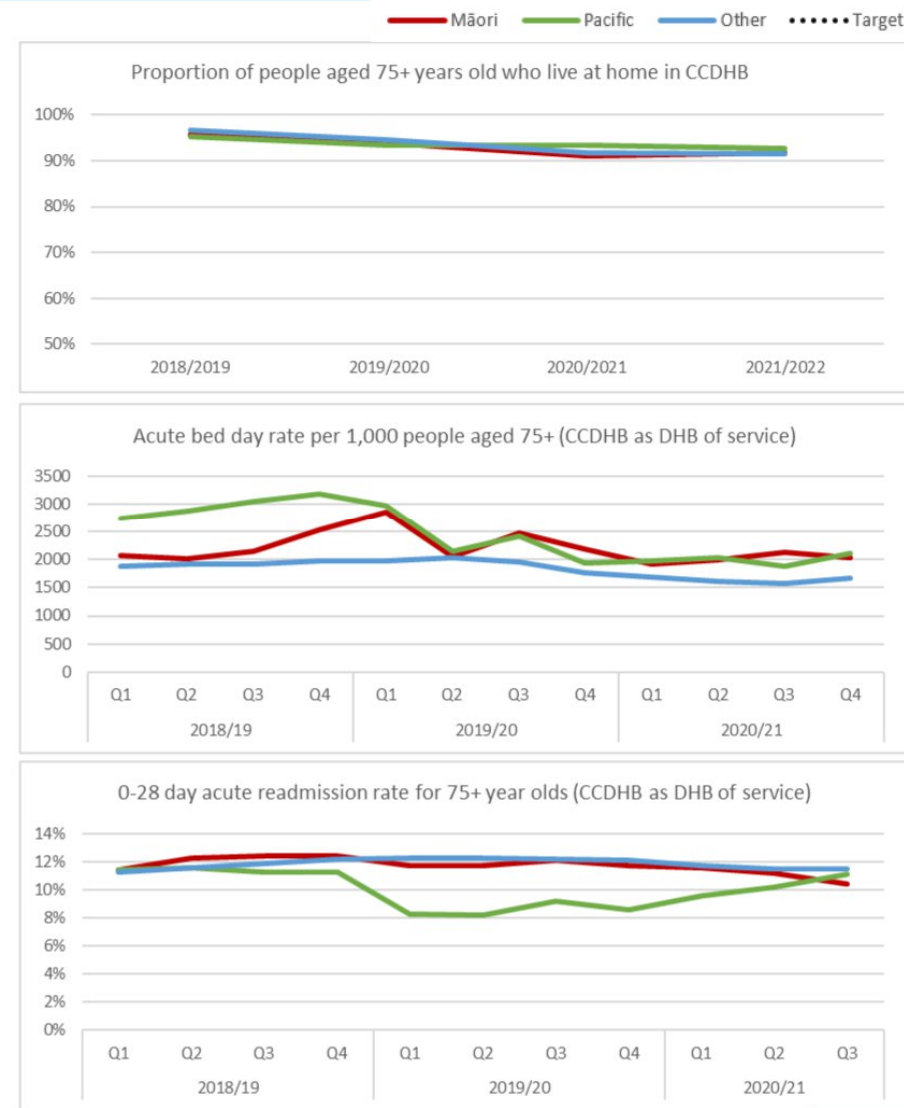 Māori Pacific Other Target
Proportion of people aged 75+ years old who live at home in CCDHB
100%
90%
80%
70%
60%
50%
2018/2019 2019/2020 2020/2021 2021/2022
Acute bed day rate per 1,000 people aged 75+ (CCDHB as DHB of service)
3500
3000
2500
2000
1500
1000
500
0
Q1 Q2 Q3 Q4 Q1 Q2 Q3 Q4 Q1 Q2 Q3 Q4
2018/19 2019/20 2020/21
0-28 day acute readmission rate for 75+ year olds (CCDHB as DHB of service)
14%
12%
10%
8%
6%
4%
2%
0%
Q1 Q2 Q3 Q4 Q1 Q2 Q3 Q4 Q1 Q2 Q3
2018/19 2019/20 2020/21